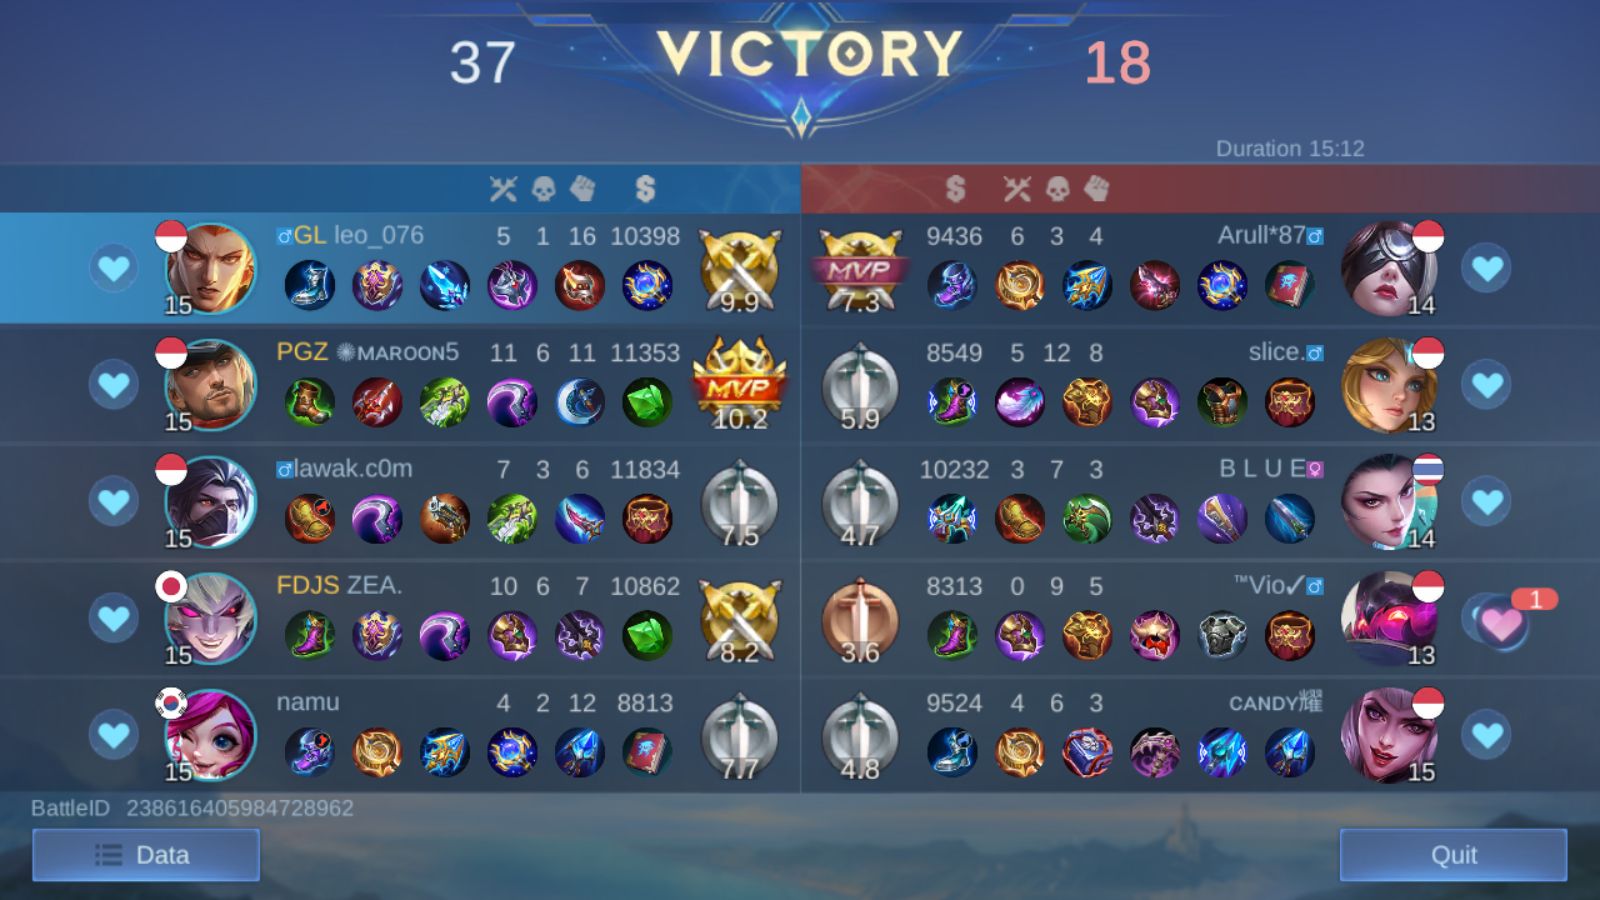 37 VICTORY 18
Duration 15:12
GL leo_076 5 1 16 10398 9.9
15
MVP 7.3 9436 6 3 4 Arull*87
14
PGZ ✺MAROON5 11 6 11 11353 MVP 10.2
15
5.9 8549 5 12 8 slice.
13
lawak.c0m 7 3 6 11834 7.5
15
4.7 10232 3 7 3 B L U E
14
FDJS ZEA. 10 6 7 10862 8.2
15
3.6 8313 0 9 5 ™Vio✓ 1
13
namu 4 2 12 8813 7.7
15
4.8 9524 4 6 3 CANDY耀
15
BattleID 238616405984728962
Data
Quit